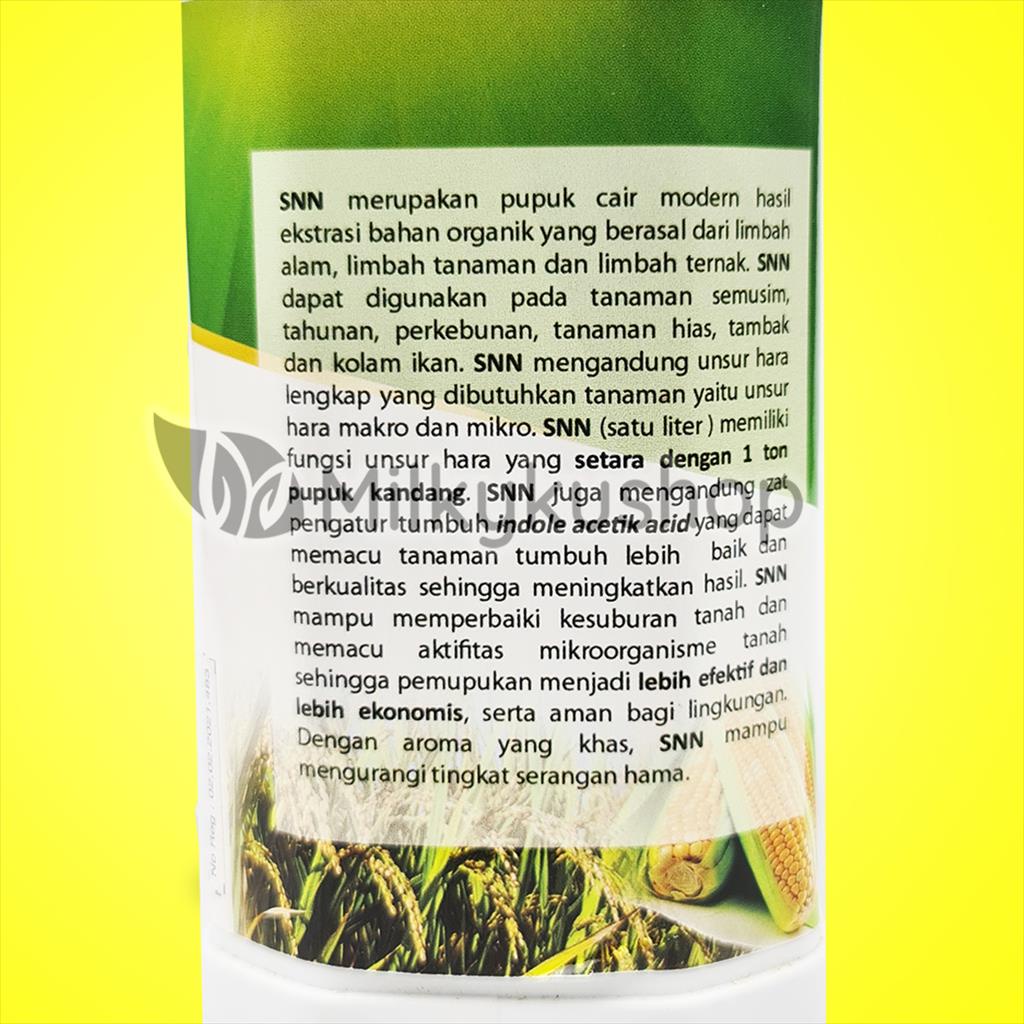 SNN merupakan pupuk cair modern hasil
ekstrasi bahan organik yang berasal dari limbah
alam, limbah tanaman dan limbah ternak. SNN
dapat digunakan pada tanaman semusim,
tahunan, perkebunan, tanaman hias, tambak
dan kolam ikan. SNN mengandung unsur hara
lengkap yang dibutuhkan tanaman yaitu unsur
hara makro dan mikro. SNN (satu liter ) memiliki
fungsi unsur hara yang setara dengan 1 ton
pupuk kandang. SNN juga mengandung zat
pengatur tumbuh indole acetik acid yang dapat
memacu tanaman tumbuh lebih baik dan
berkualitas sehingga meningkatkan hasil. SNN
mampu memperbaiki kesuburan tanah dan
memacu aktifitas mikroorganisme tanah
sehingga pemupukan menjadi lebih efektif dan
lebih ekonomis, serta aman bagi lingkungan.
Dengan aroma yang khas, SNN mampu
mengurangi tingkat serangan hama.
Milkykushop
No Reg :